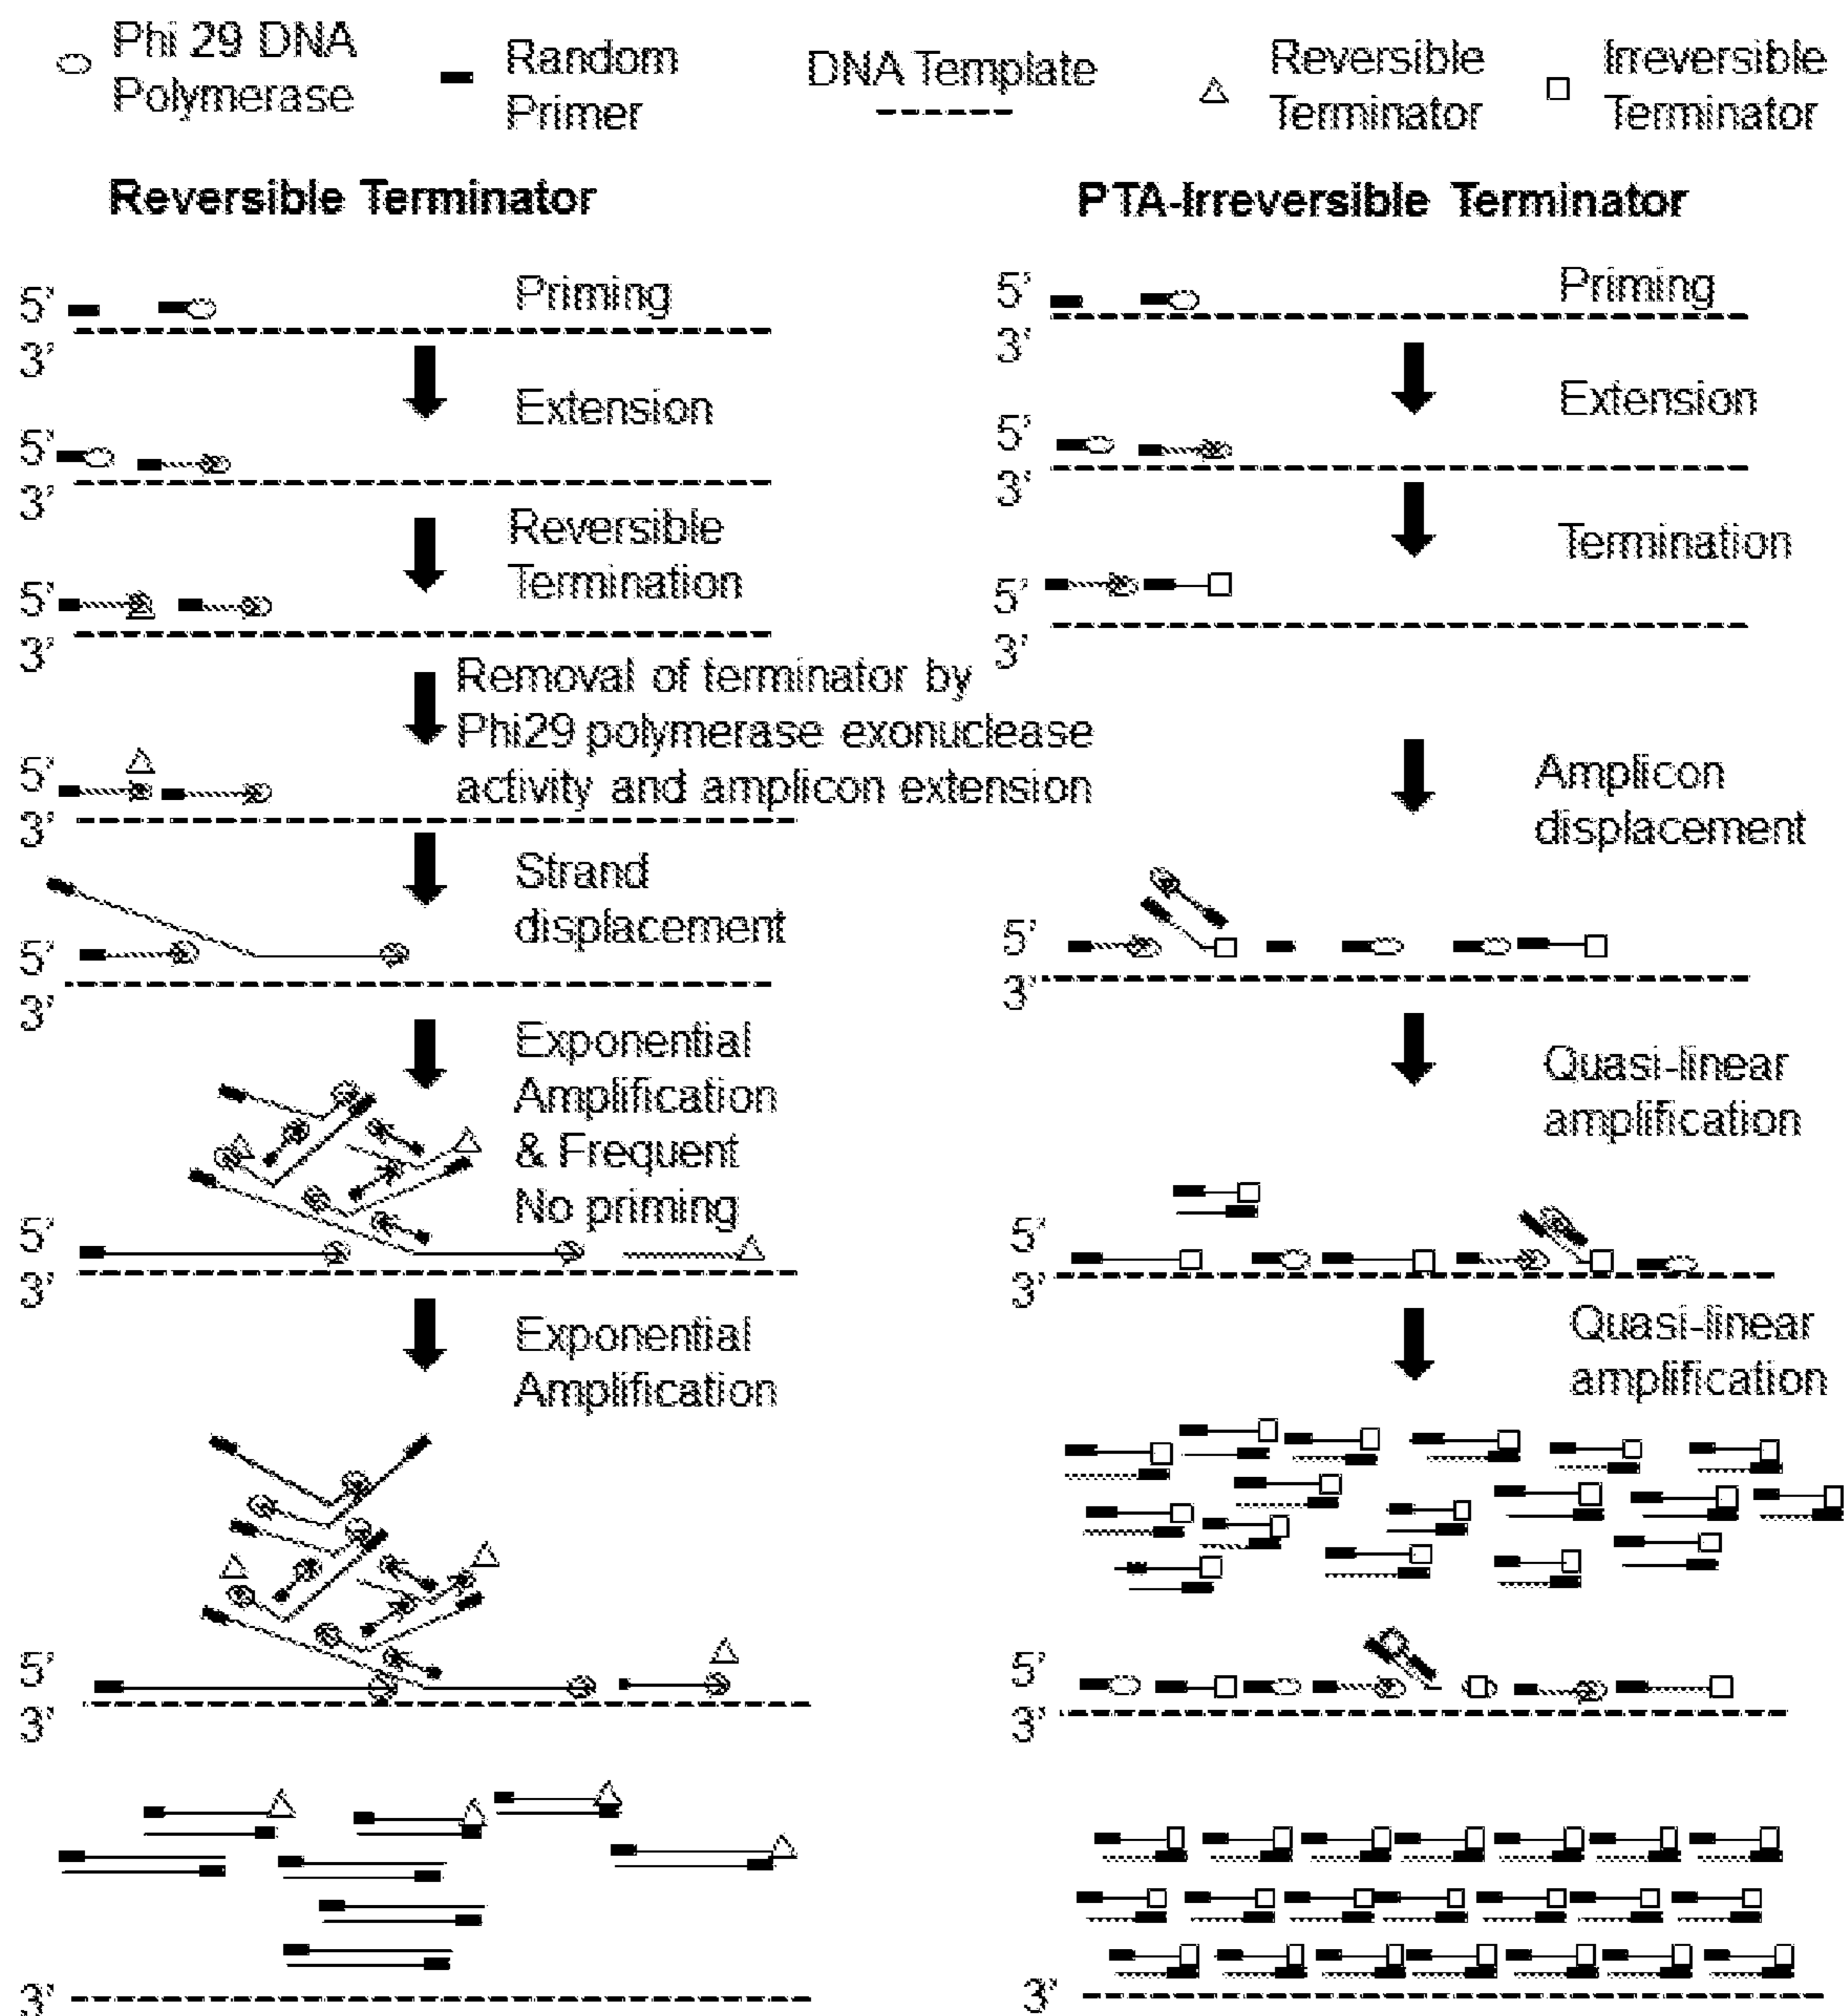 Phi 29 DNA
Polymerase
Random
Primer
DNA Template
Reversible
Terminator
Irreversible
Terminator
Reversible Terminator
5'
3'
Priming
5'
3'
Extension
5'
3'
Reversible
Termination
5'
3'
Removal of terminator by
Phi29 polymerase exonuclease
activity and amplicon extension
5'
3'
Strand
displacement
5'
3'
Exponential
Amplification
& Frequent
No priming
5'
3'
Exponential
Amplification
5'
3'
3'
PTA-Irreversible Terminator
5'
3'
Priming
5'
3'
Extension
5'
3'
Termination
Amplicon
displacement
5'
3'
Quasi-linear
amplification
5'
3'
Quasi-linear
amplification
5'
3'
3'